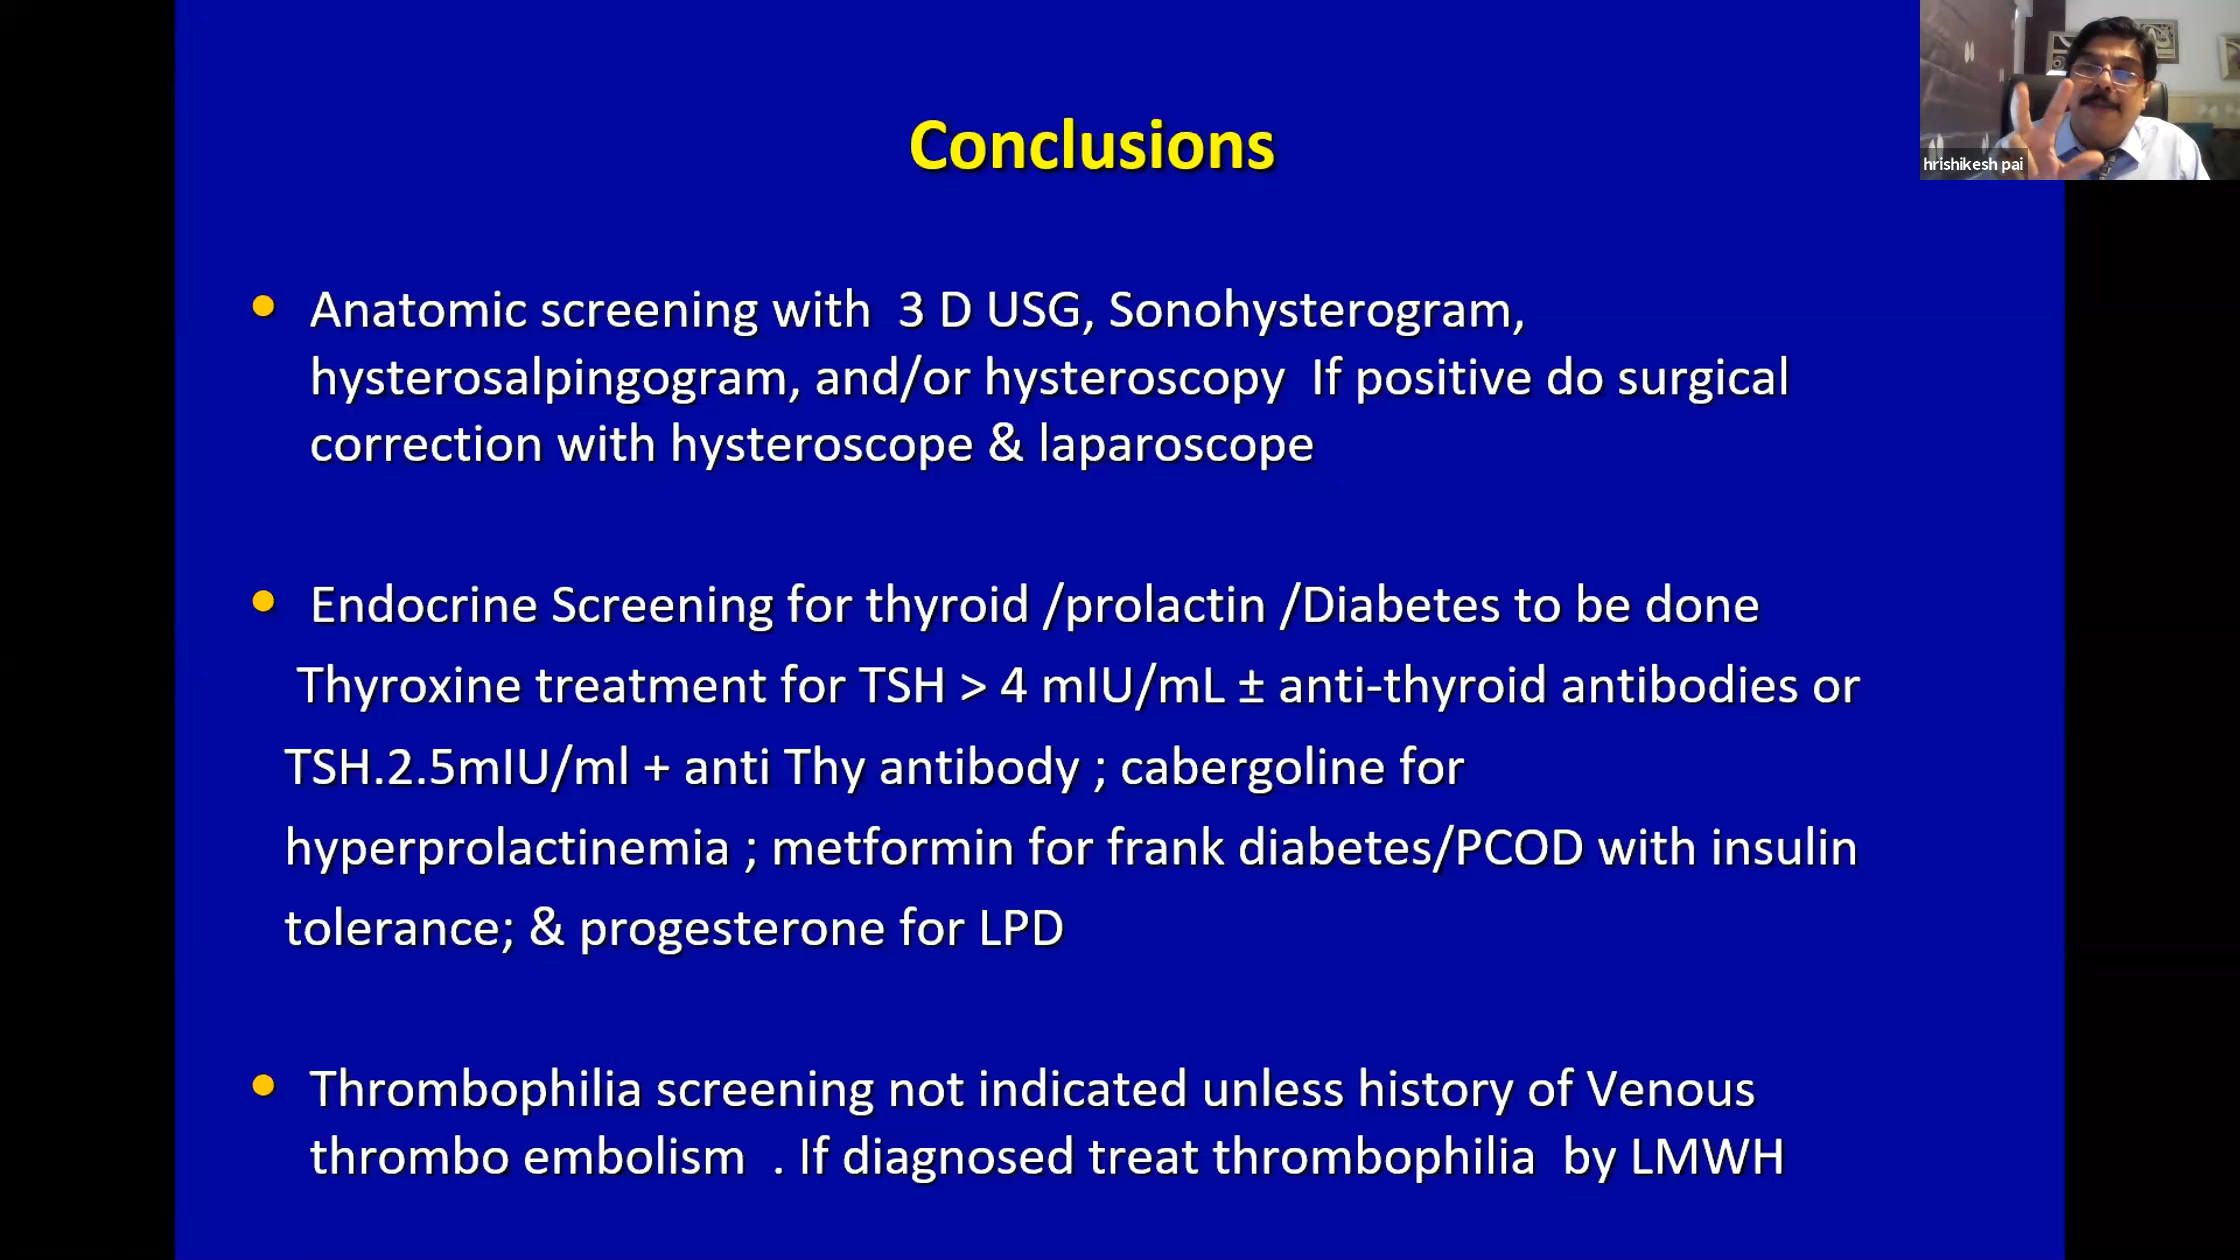 Conclusions
hrishikesh pai
Anatomic screening with 3 D USG, Sonohysterogram,
hysterosalpingogram, and/or hysteroscopy If positive do surgical
correction with hysteroscope & laparoscope
Endocrine Screening for thyroid /prolactin /Diabetes to be done
Thyroxine treatment for TSH > 4 mIU/mL ± anti-thyroid antibodies or
TSH.2.5mIU/ml + anti Thy antibody ; cabergoline for
hyperprolactinemia ; metformin for frank diabetes/PCOD with insulin
tolerance; & progesterone for LPD
Thrombophilia screening not indicated unless history of Venous
thrombo embolism . If diagnosed treat thrombophilia by LMWH